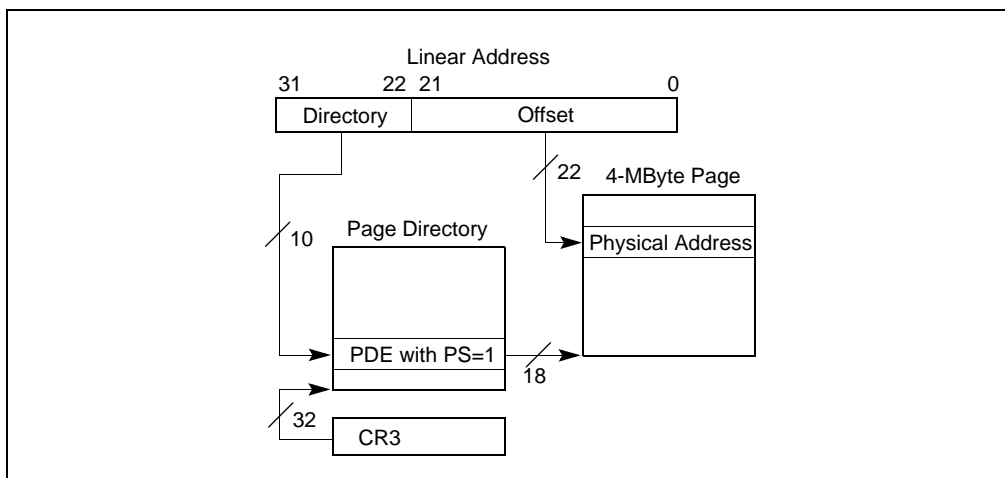 Linear Address
31 22 21 0
Directory Offset
22
4-MByte Page
10
Page Directory
Physical Address
PDE with PS=1
18
32
CR3